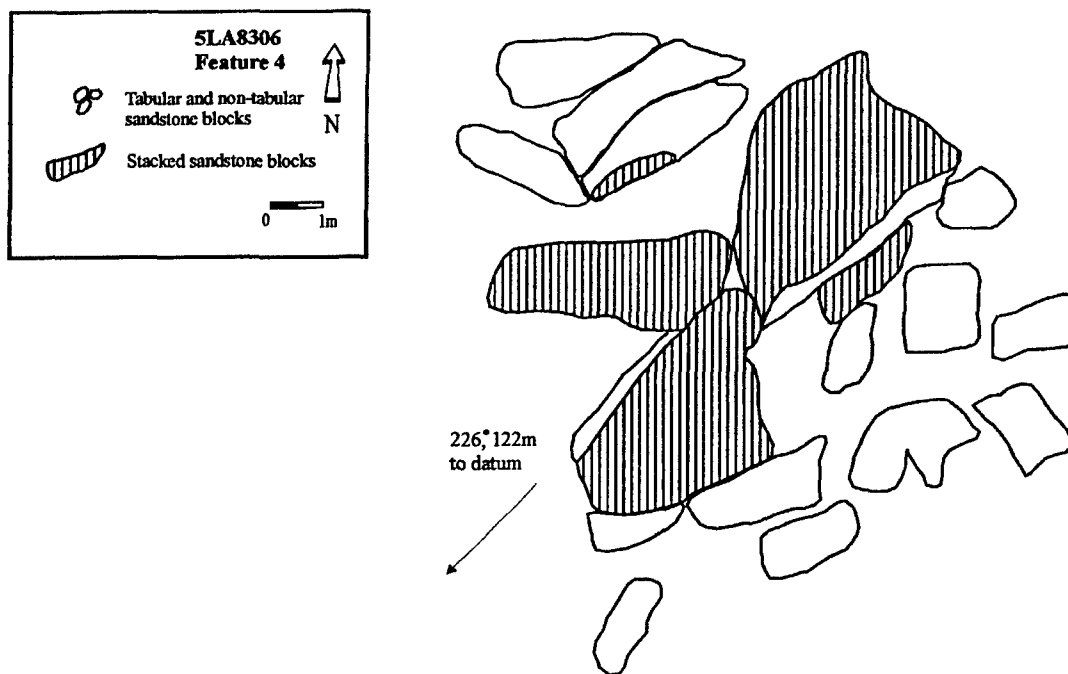 5LA8306
Feature 4
N
Tabular and non-tabular
sandstone blocks
Stacked sandstone blocks
0 1m
226,° 122m
to datum